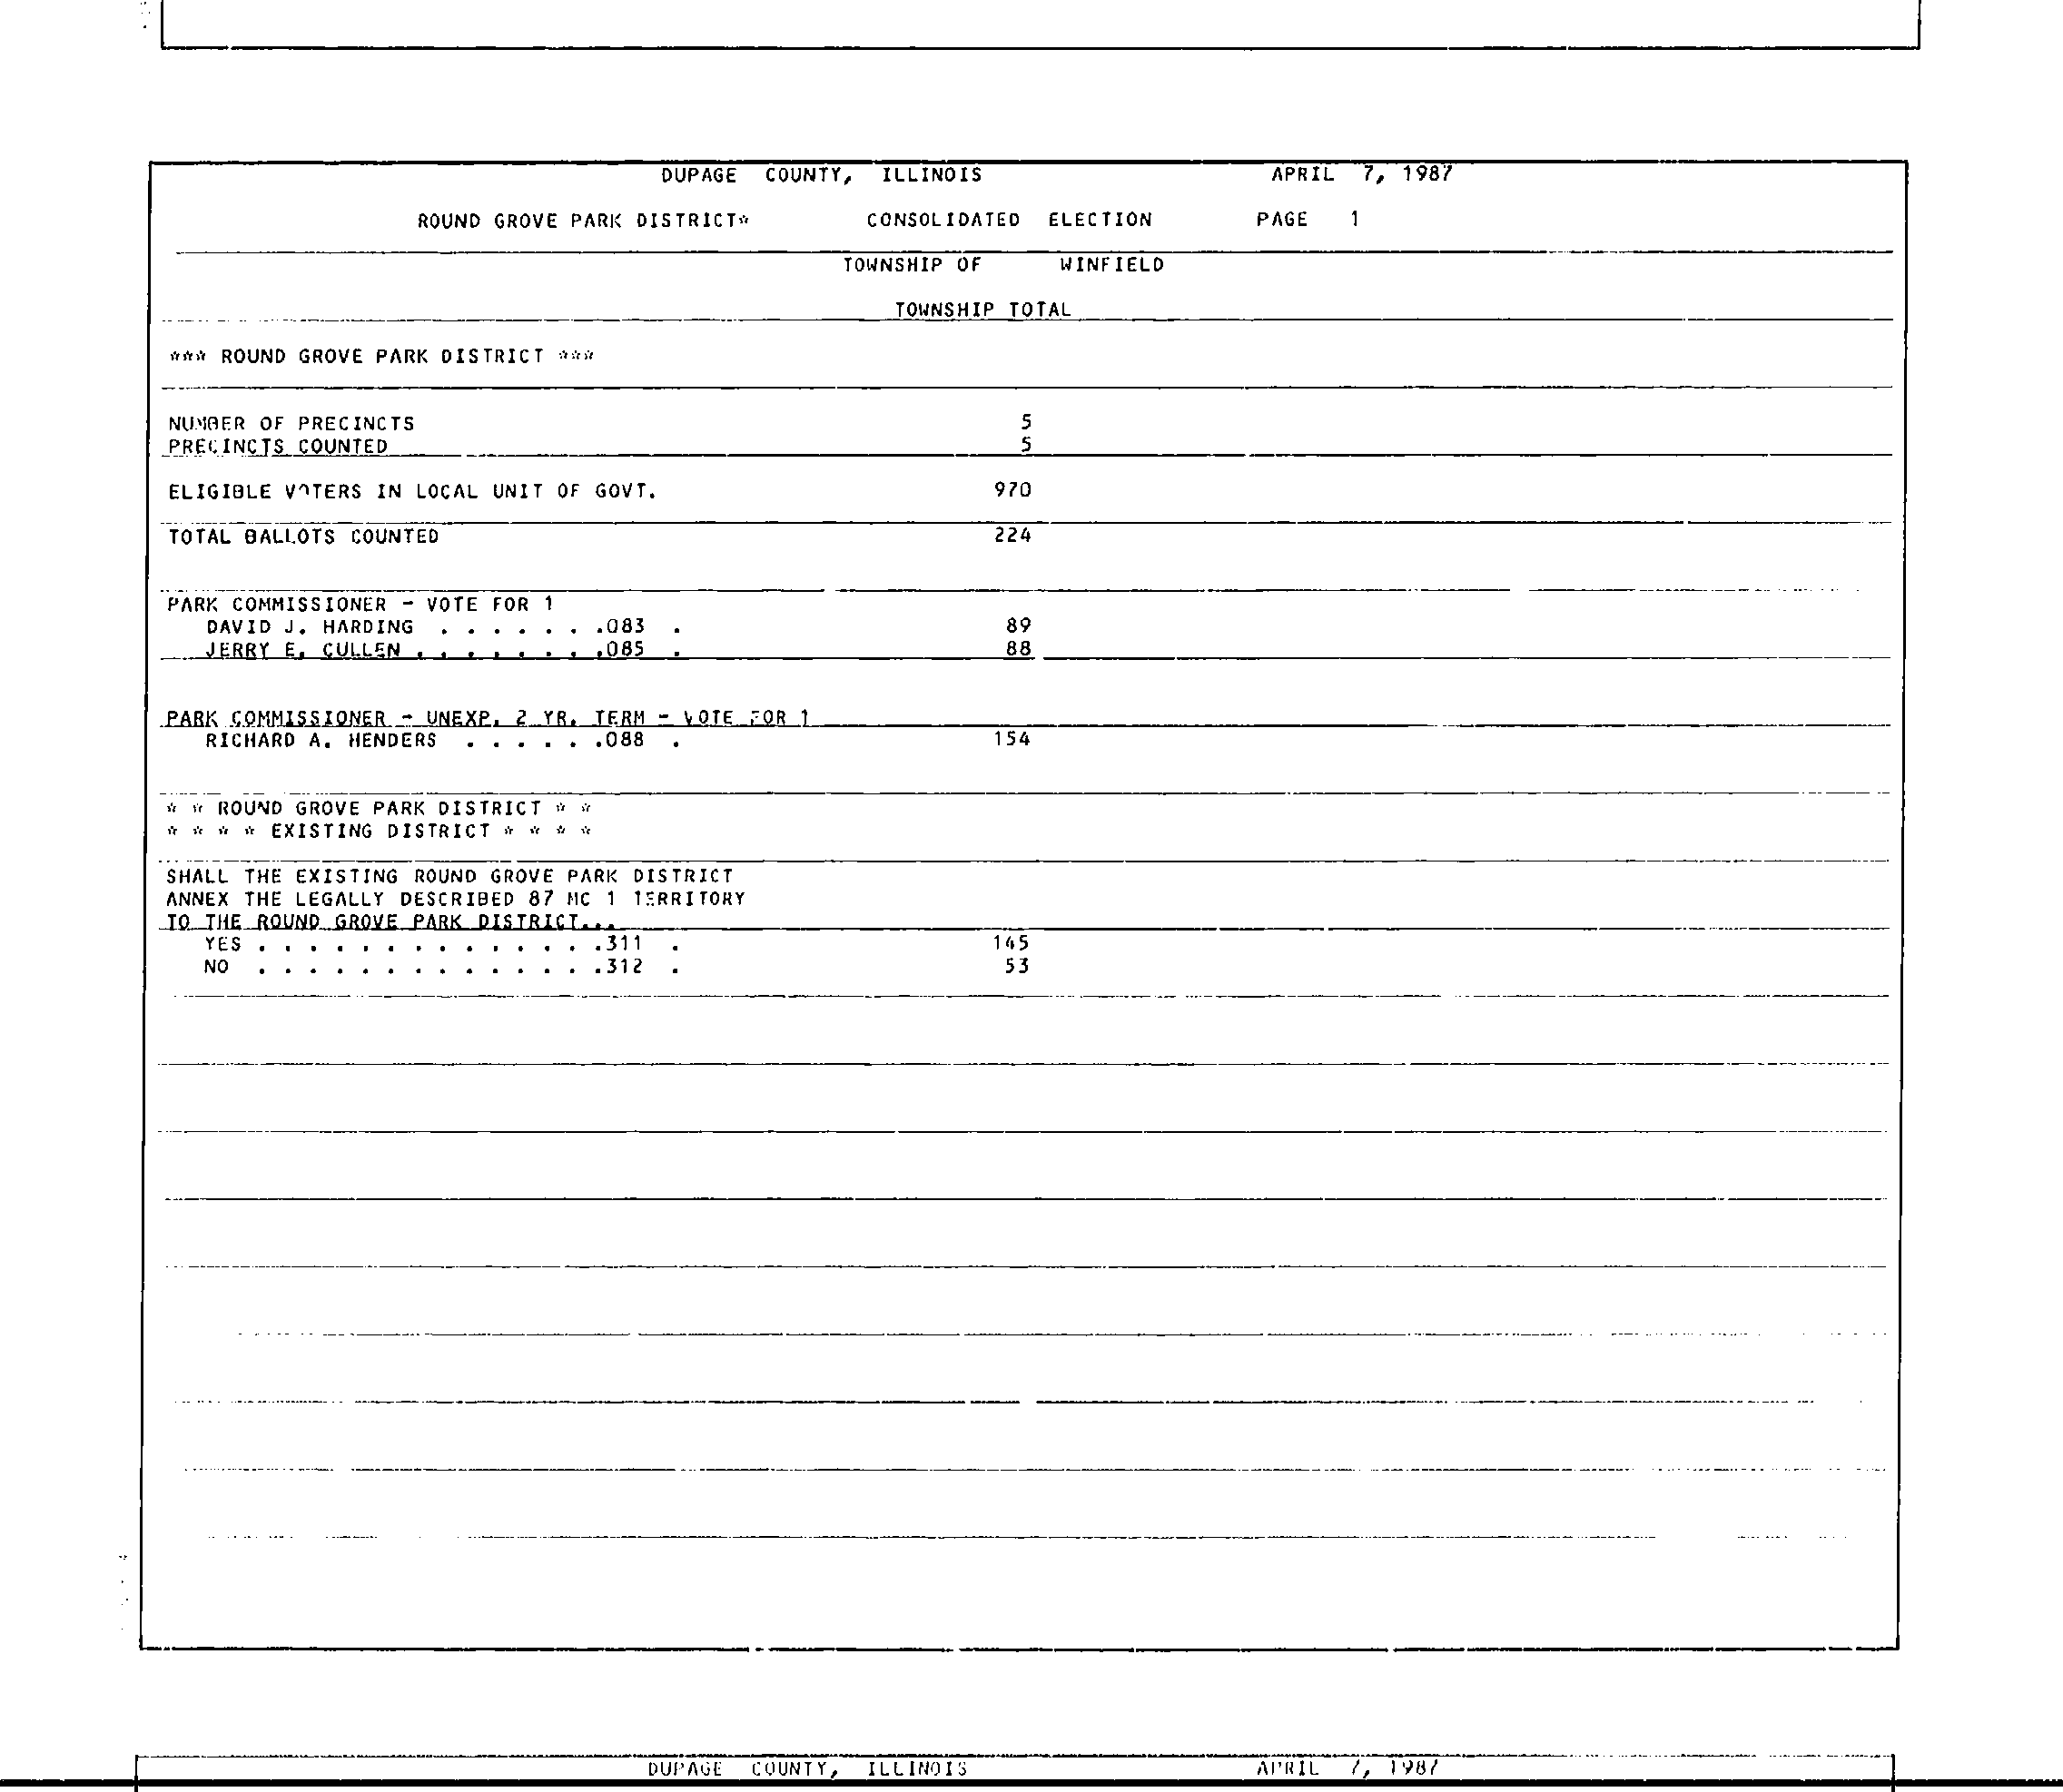 DUPAGE COUNTY, ILLINOIS APRIL 7, 1987
ROUND GROVE PARK DISTRICT* CONSOLIDATED ELECTION PAGE 1
TOWNSHIP OF WINFIELD
TOWNSHIP TOTAL
*** ROUND GROVE PARK DISTRICT ***
NUMBER OF PRECINCTS 5
PRECINCTS COUNTED 5
ELIGIBLE VOTERS IN LOCAL UNIT OF GOVT. 970
TOTAL BALLOTS COUNTED 224
PARK COMMISSIONER - VOTE FOR 1
DAVID J. HARDING . . . . . . .083 . 89
JERRY E. CULLEN . . . . . . . .085 . 88
PARK COMMISSIONER - UNEXP. 2 YR. TERM - VOTE FOR 1
RICHARD A. HENDERS . . . . . .088 . 154
* * ROUND GROVE PARK DISTRICT * *
* * * * EXISTING DISTRICT * * * *
SHALL THE EXISTING ROUND GROVE PARK DISTRICT
ANNEX THE LEGALLY DESCRIBED 87 MC 1 TERRITORY
TO THE ROUND GROVE PARK DISTRICT...
YES . . . . . . . . . . . . . .311 . 145
NO . . . . . . . . . . . . . .312 . 53
DUPAGE COUNTY, ILLINOIS APRIL 7, 1987